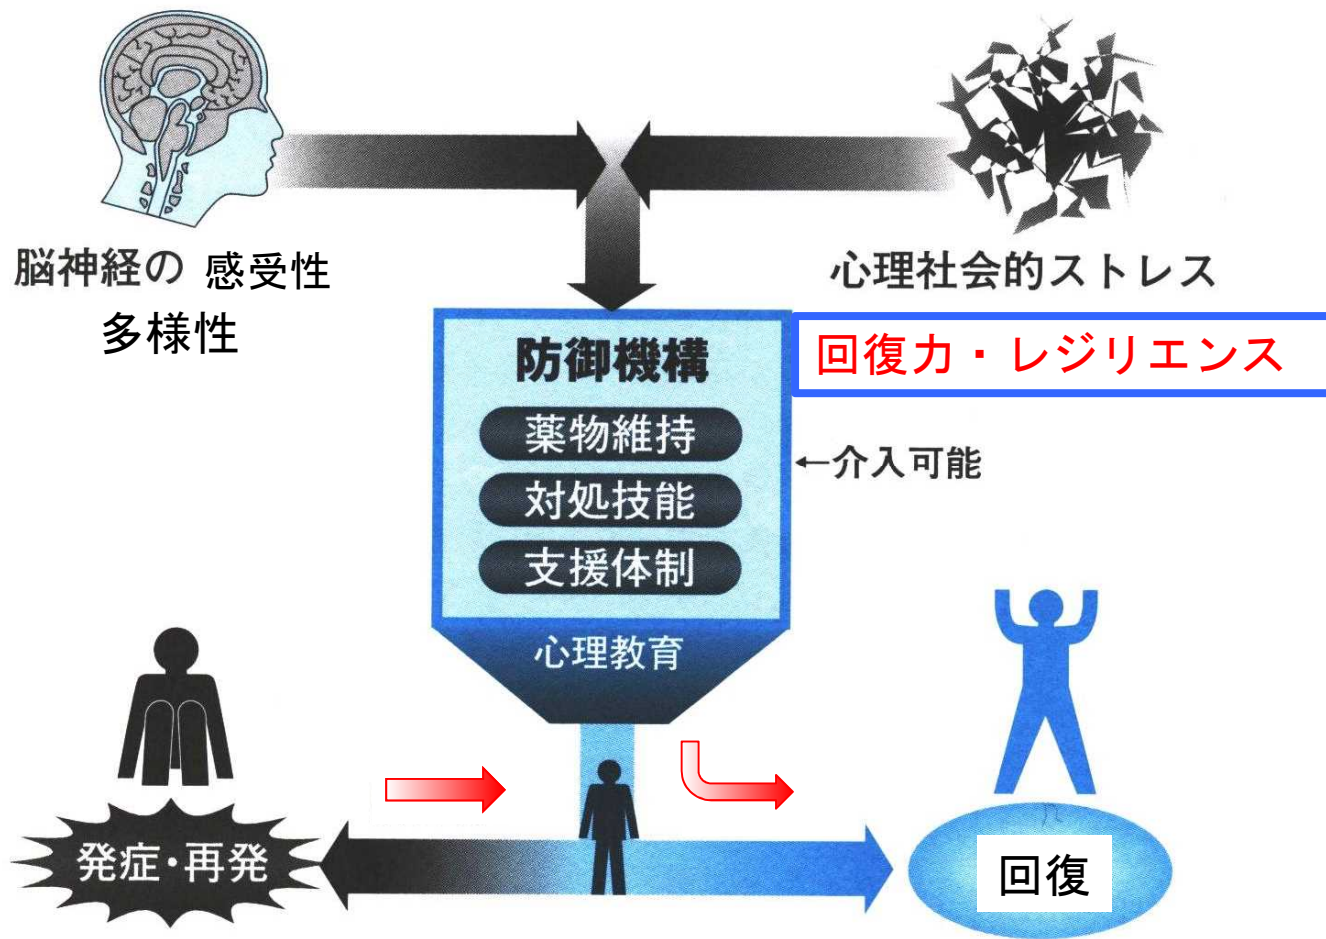 脳神経の 感受性
多様性
心理社会的ストレス
防御機構
回復力・レジリエンス
薬物維持
対処技能
支援体制
←介入可能
心理教育
発症・再発
回復